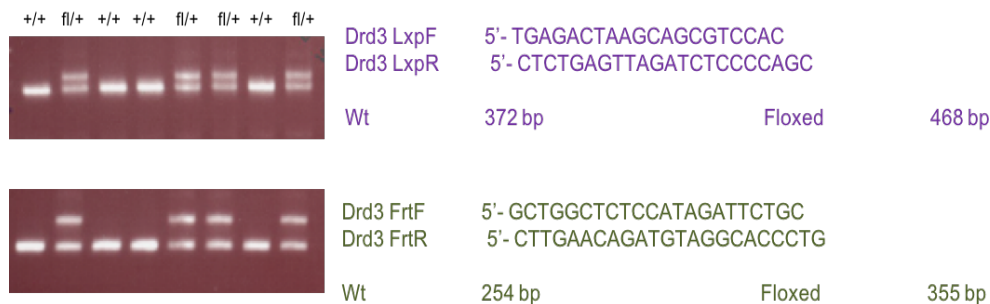 +/+ fl/+ +/+ +/+ fl/+ fl/+ +/+ fl/+
Drd3 LxpF 5'- TGAGACTAAGCAGCGTCCAC
Drd3 LxpR 5'- CTCTGAGTTAGATCTCCCCAGC
Wt 372 bp Floxed 468 bp
Drd3 FrtF 5'- GCTGGCTCTCCATAGATTCTGC
Drd3 FrtR 5'- CTTGAACAGATGTAGGCACCCTG
Wt 254 bp Floxed 355 bp